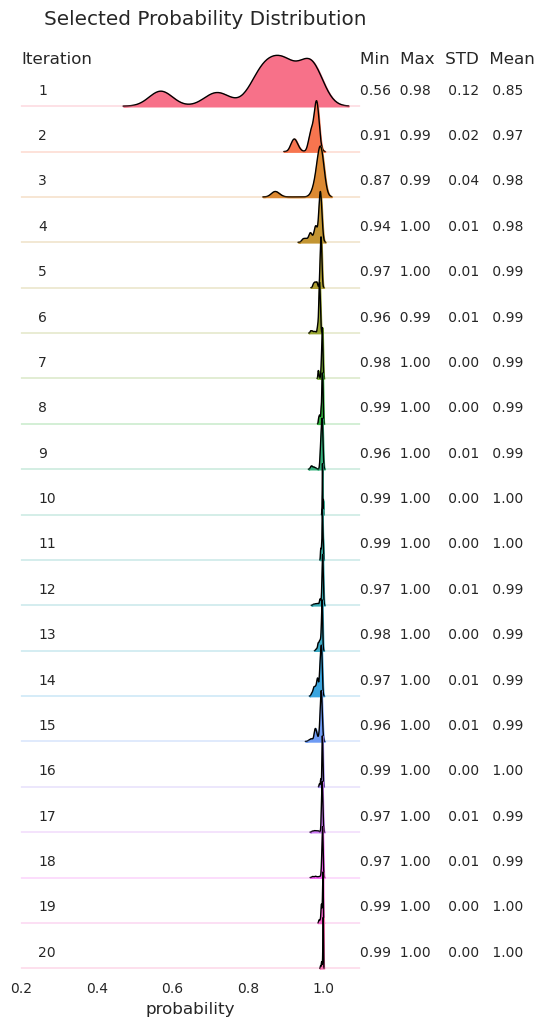 Selected Probability Distribution
Iteration Min Max STD Mean
1 0.56 0.98 0.12 0.85
2 0.91 0.99 0.02 0.97
3 0.87 0.99 0.04 0.98
4 0.94 1.00 0.01 0.98
5 0.97 1.00 0.01 0.99
6 0.96 0.99 0.01 0.99
7 0.98 1.00 0.00 0.99
8 0.99 1.00 0.00 0.99
9 0.96 1.00 0.01 0.99
10 0.99 1.00 0.00 1.00
11 0.99 1.00 0.00 1.00
12 0.97 1.00 0.01 0.99
13 0.98 1.00 0.00 0.99
14 0.97 1.00 0.01 0.99
15 0.96 1.00 0.01 0.99
16 0.99 1.00 0.00 1.00
17 0.97 1.00 0.01 0.99
18 0.97 1.00 0.01 0.99
19 0.99 1.00 0.00 1.00
20 0.99 1.00 0.00 1.00
0.2 0.4 0.6 0.8 1.0
probability